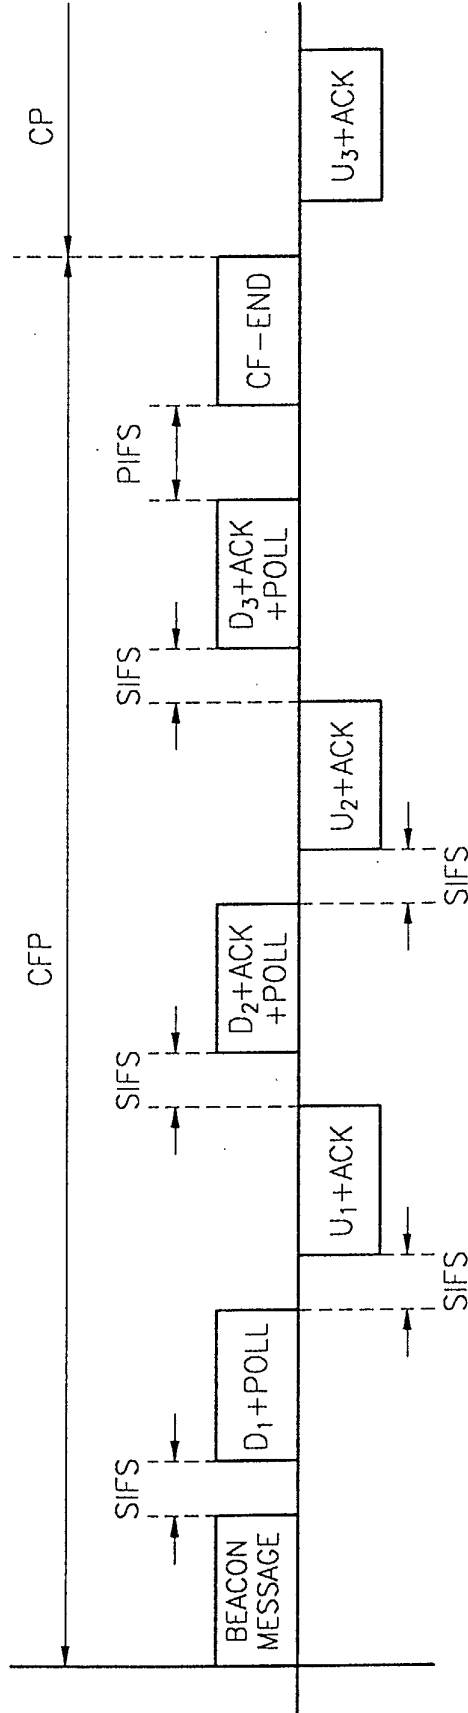 CFP
CP
SIFS
SIFS
SIFS
PIFS
BEACON
MESSAGE
D1+POLL
D2+ACK
+POLL
D3+ACK
+POLL
CF-END
U1+ACK
U2+ACK
U3+ACK
SIFS
SIFS